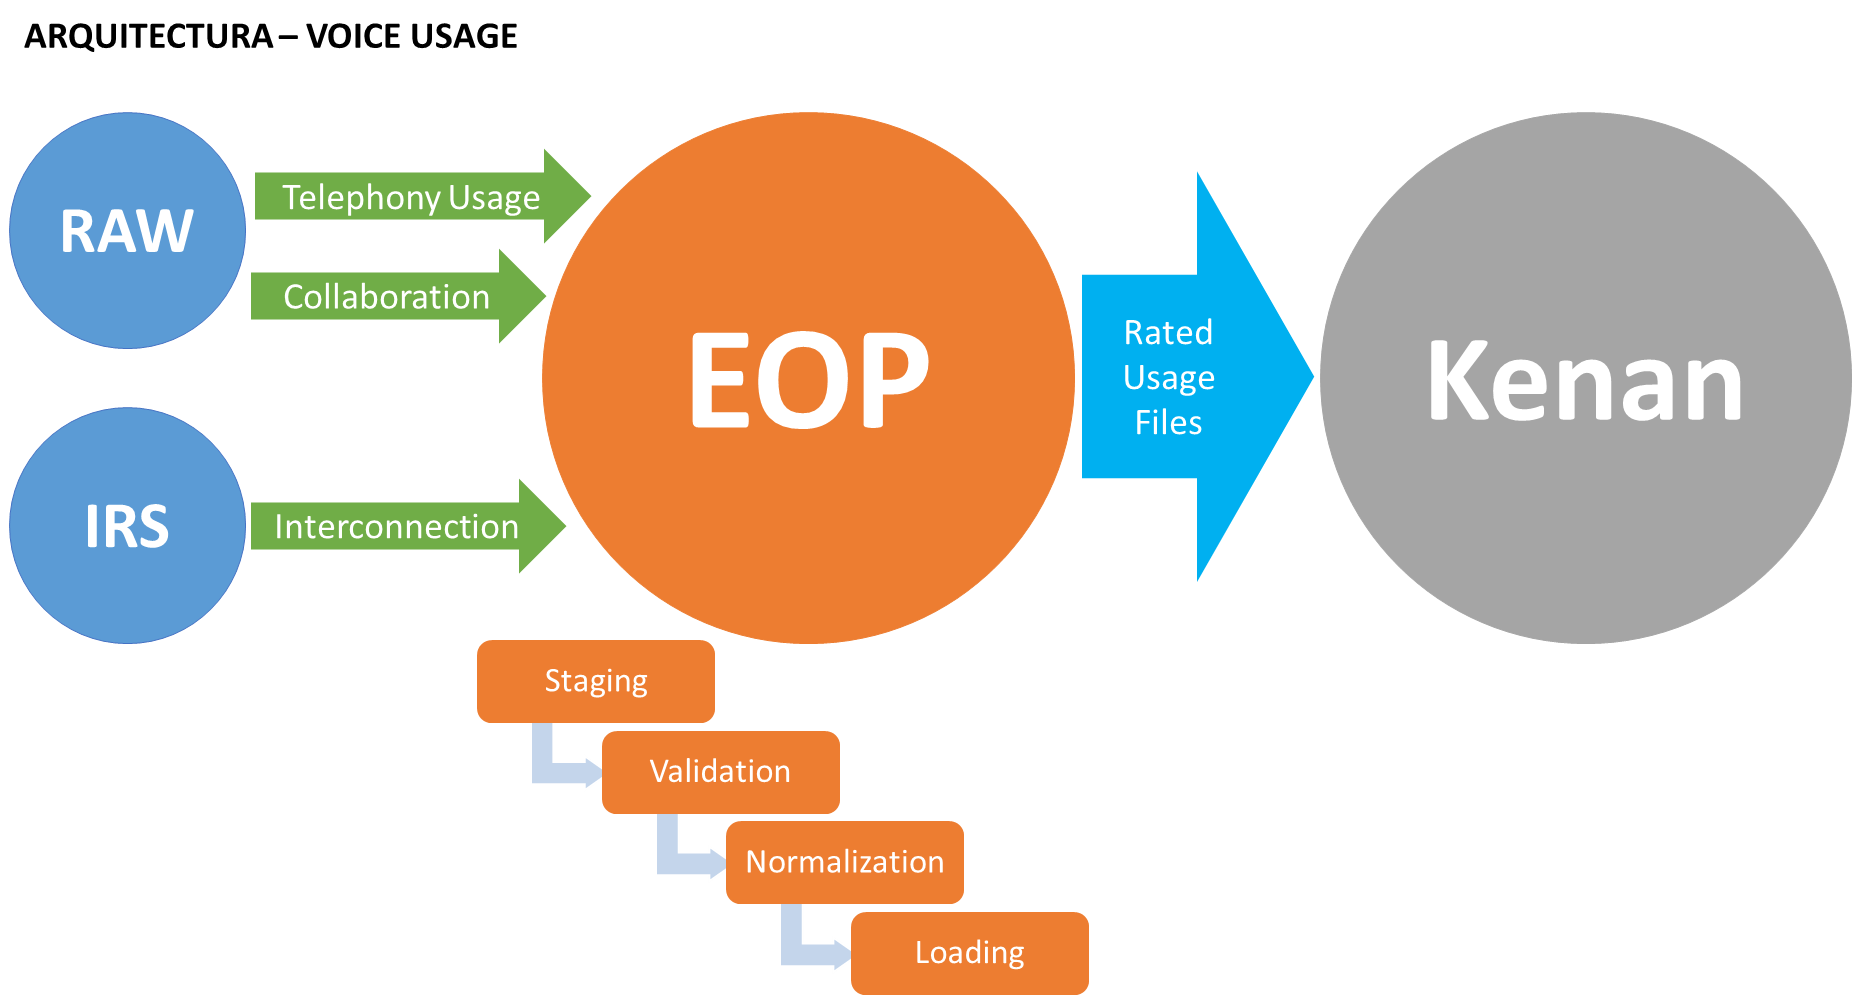 ARQUITECTURA – VOICE USAGE
RAW
Telephony Usage
Collaboration
IRS
Interconnection
EOP
Rated
Usage
Files
Kenan
Staging
Validation
Normalization
Loading